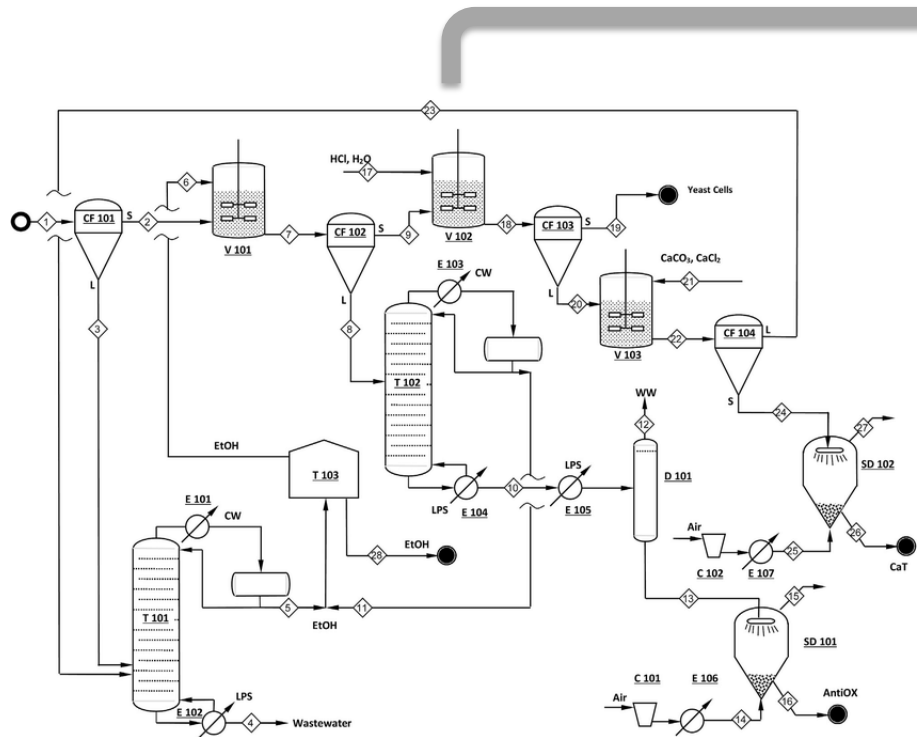 23
HCl, H₂O
17
6
1
CF 101
S
2
V 101
7
CF 102
S
9
V 102
18
CF 103
S
19
Yeast Cells
CaCO₃, CaCl₂
21
L
3
L
8
E 103
CW
L
20
V 103
22
CF 104
L
S
24
T 102
WW
12
27
SD 102
EtOH
T 103
LPS
E 104
10
LPS
E 105
D 101
E 101
CW
EtOH
28
Air
C 102
E 107
25
26
CaT
T 101
5
EtOH
11
13
15
SD 101
E 102
LPS
4
Wastewater
C 101
E 106
Air
14
16
AntiOX